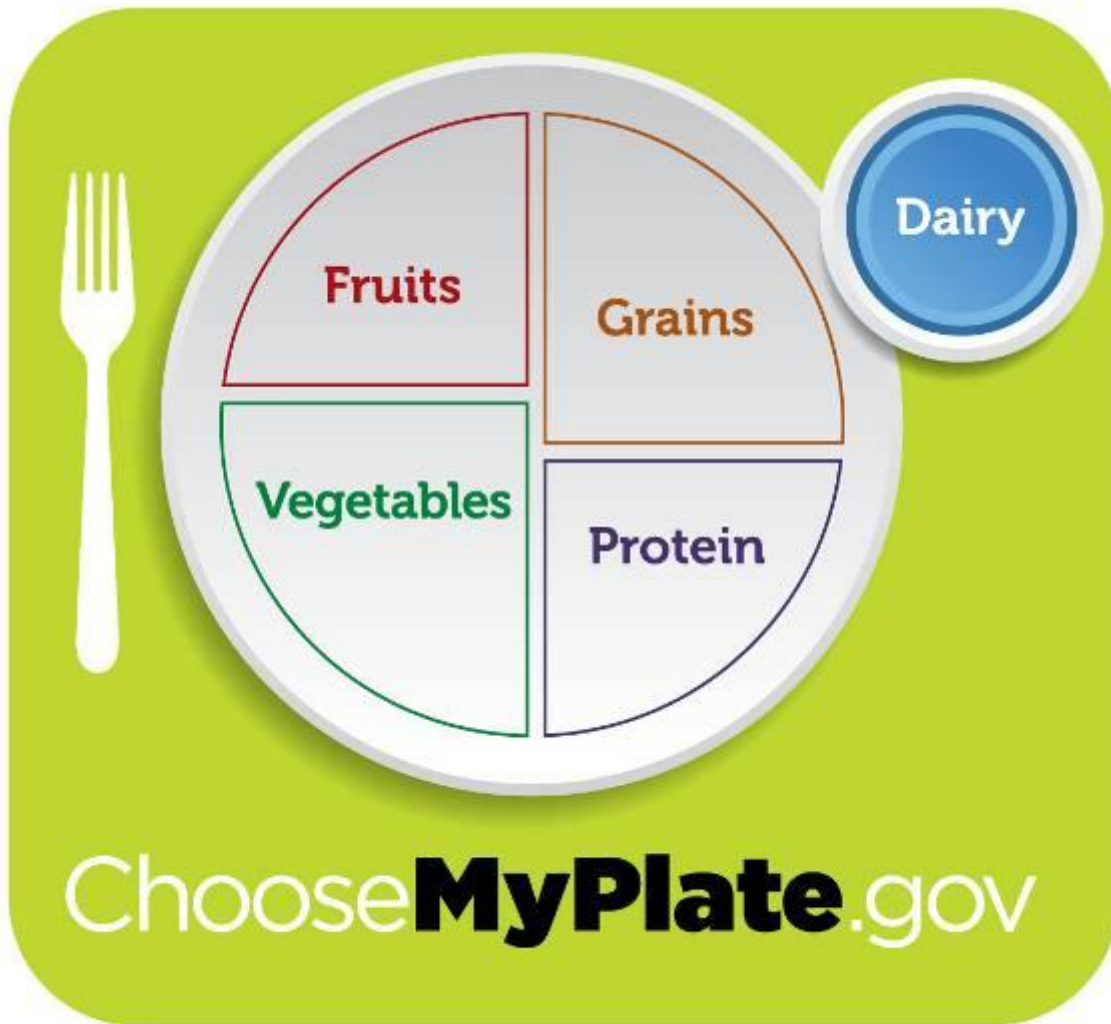 Dairy
Fruits
Grains
Vegetables
Protein
ChooseMyPlate.gov